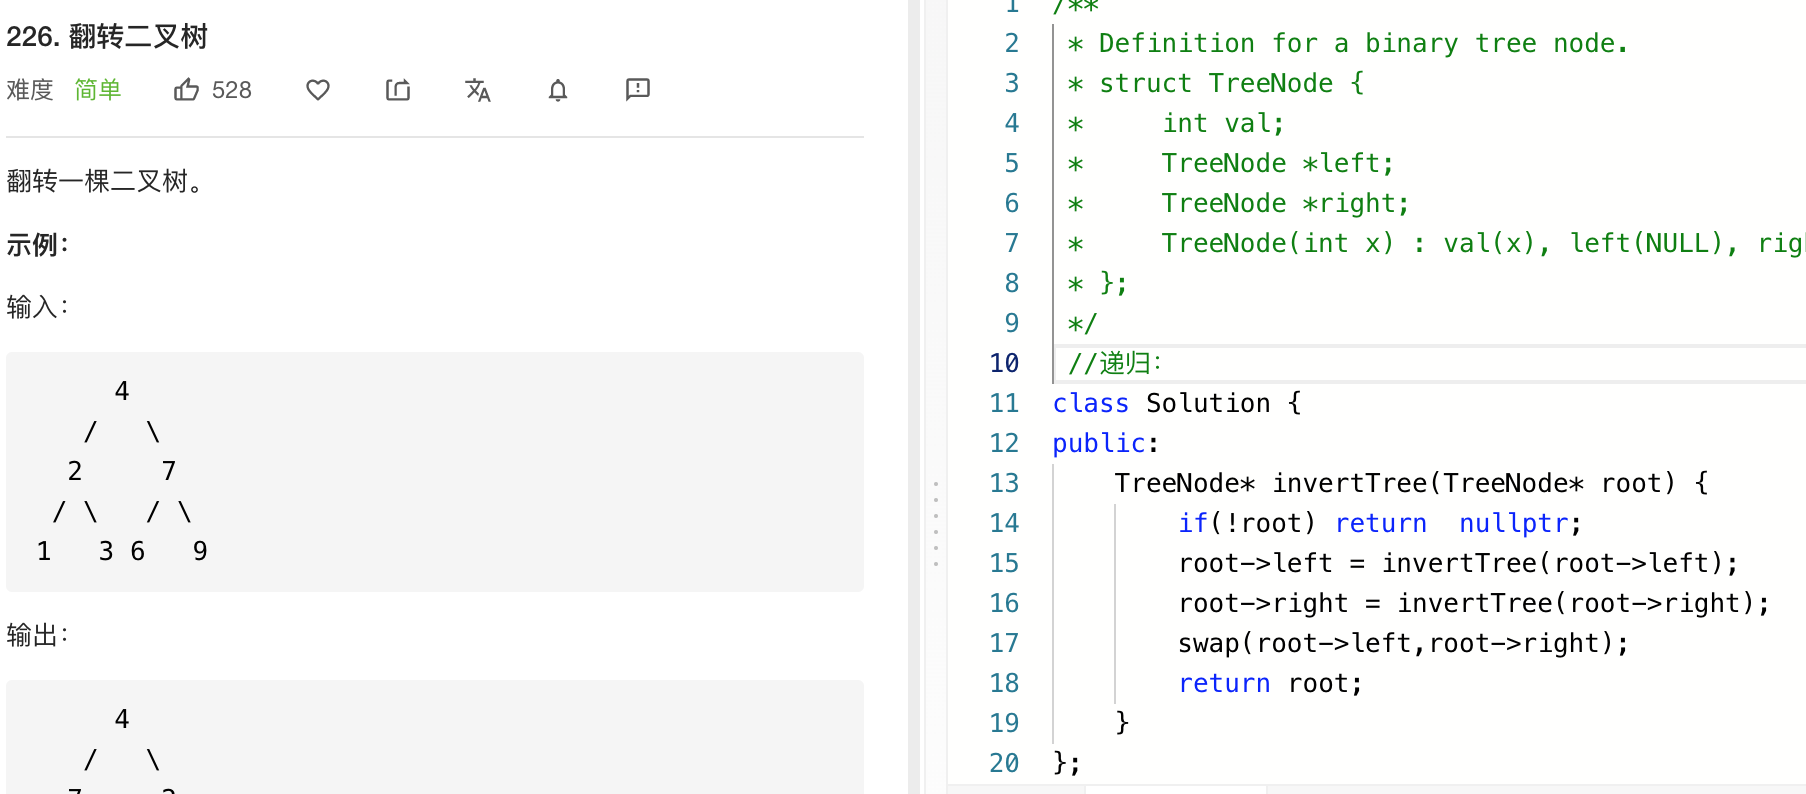 226. 翻转二叉树
难度 简单 528
翻转一棵二叉树。
示例：
输入：
     4
   /   \
  2     7
 / \   / \
1   3 6   9
输出：
     4
   /   \
1 /**
2  * Definition for a binary tree node.
3  * struct TreeNode {
4  *     int val;
5  *     TreeNode *left;
6  *     TreeNode *right;
7  *     TreeNode(int x) : val(x), left(NULL), rig
8  * };
9  */
10  //递归：
11 class Solution {
12 public:
13     TreeNode* invertTree(TreeNode* root) {
14         if(!root) return  nullptr;
15         root->left = invertTree(root->left);
16         root->right = invertTree(root->right);
17         swap(root->left,root->right);
18         return root;
19     }
20 };